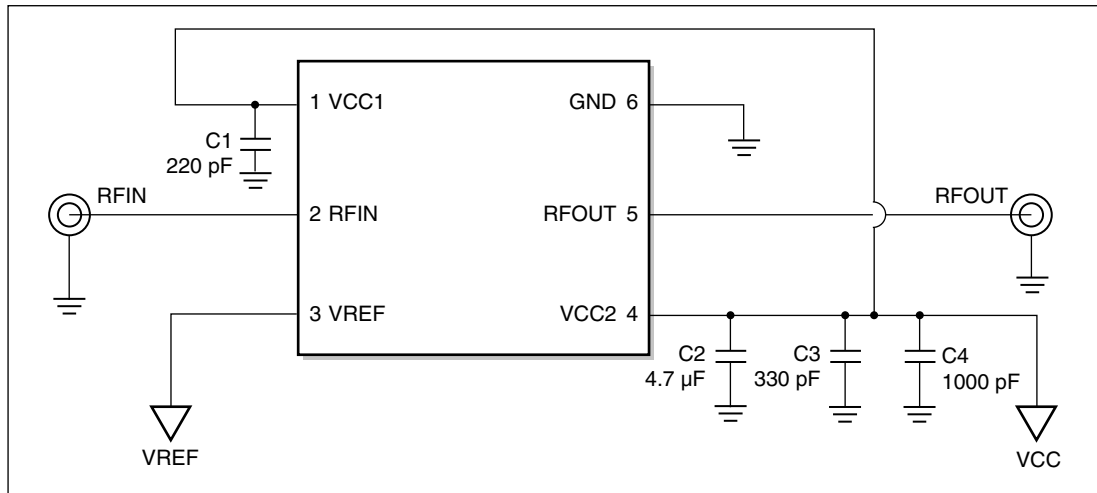 1 VCC1
GND 6
C1
220 pF
RFIN
2 RFIN
RFOUT 5
RFOUT
3 VREF
VCC2 4
C2
4.7 µF
C3
330 pF
C4
1000 pF
VREF
VCC